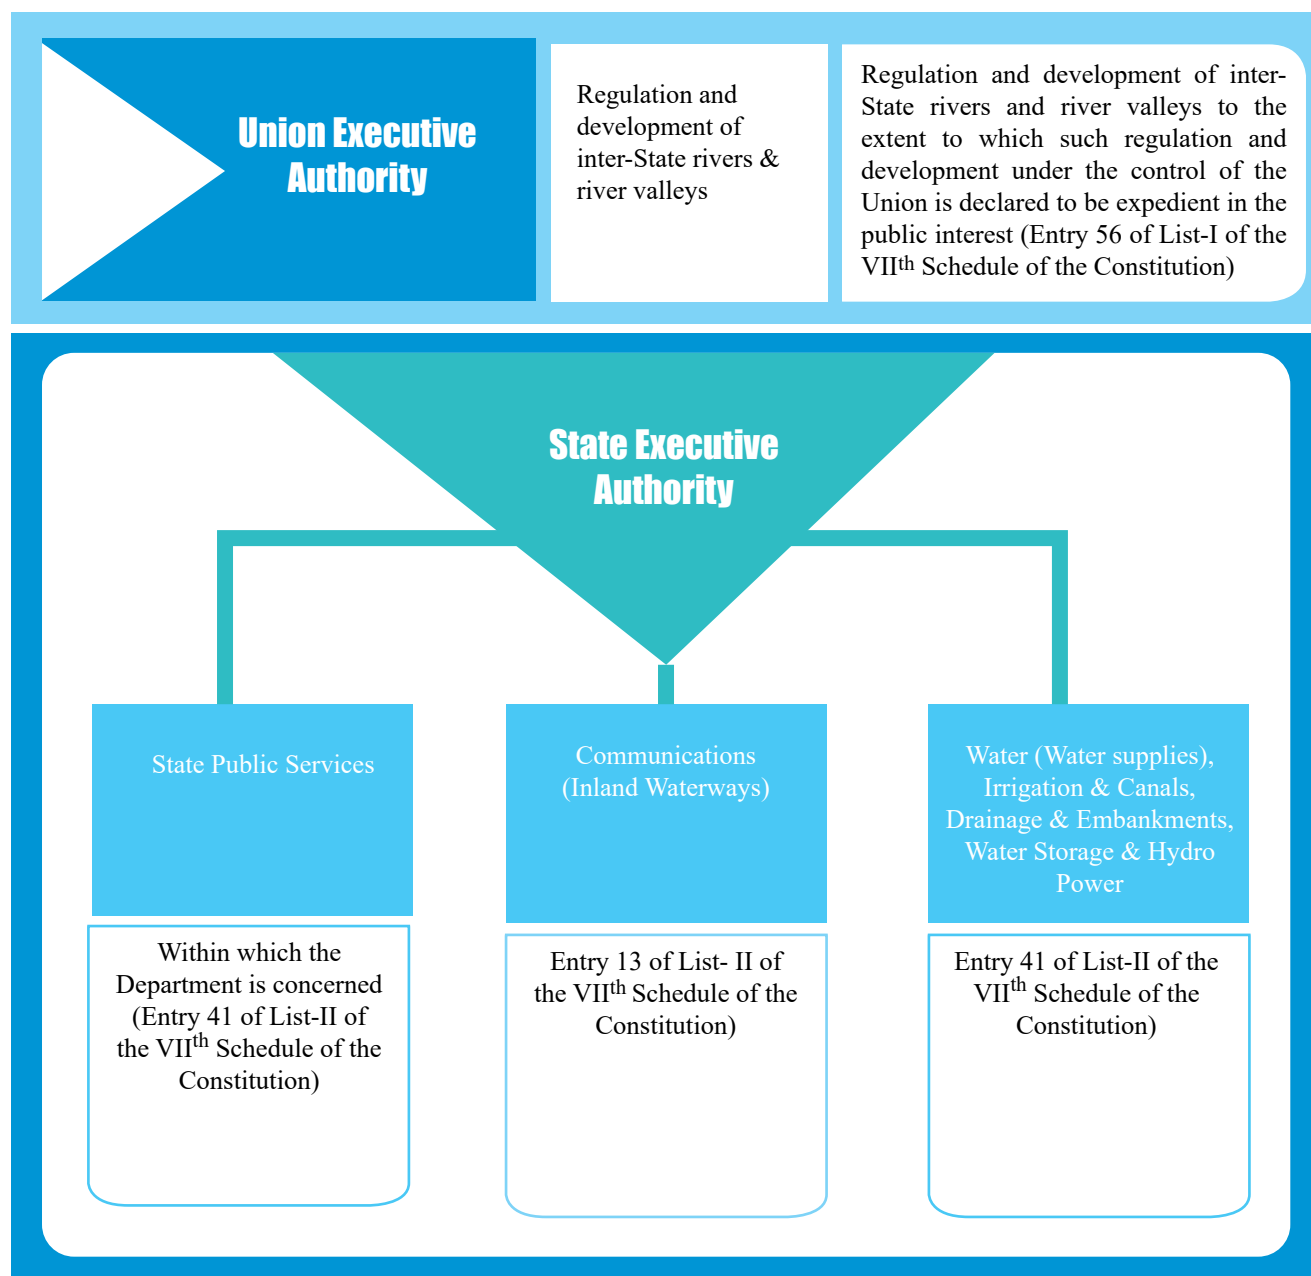 Union Executive
Authority
Regulation and
development of
inter-State rivers &
river valleys
Regulation and development of inter-
State rivers and river valleys to the
extent to which such regulation and
development under the control of the
Union is declared to be expedient in the
public interest (Entry 56 of List-I of the
VIIth Schedule of the Constitution)
State Executive
Authority
State Public Services
Within which the
Department is concerned
(Entry 41 of List-II of
the VIIth Schedule of the
Constitution)
Communications
(Inland Waterways)
Entry 13 of List- II of
the VIIth Schedule of the
Constitution)
Water (Water supplies),
Irrigation & Canals,
Drainage & Embankments,
Water Storage & Hydro
Power
Entry 41 of List-II of the
VIIth Schedule of the
Constitution)